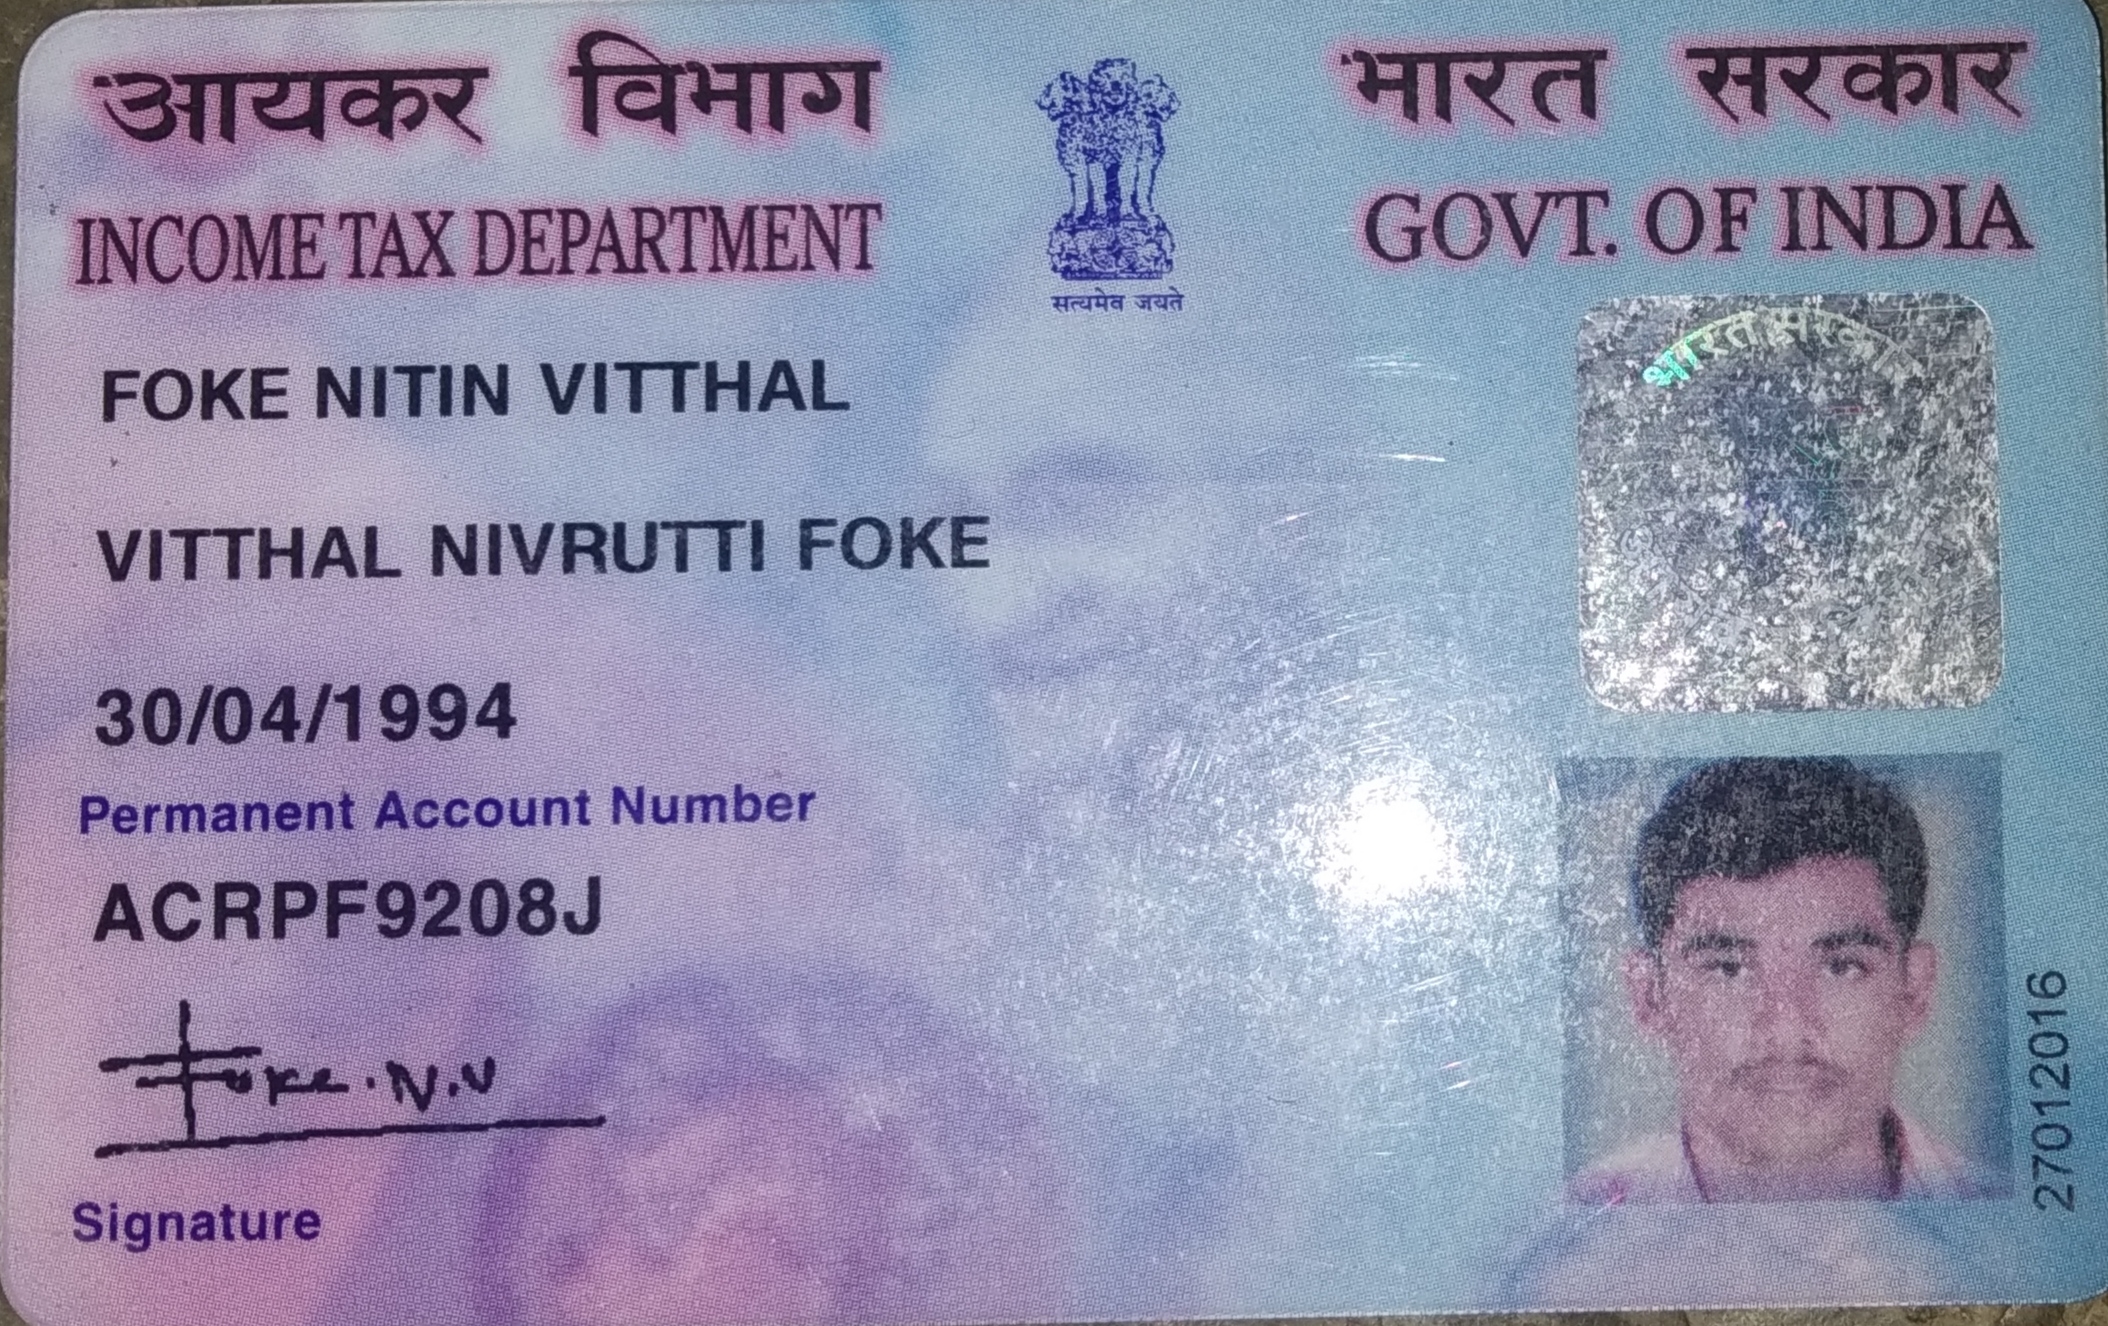 आयकर विभाग
भारत सरकार
INCOME TAX DEPARTMENT
GOVT. OF INDIA
सत्यमेव जयते
भारत सरकार
FOKE NITIN VITTHAL
VITTHAL NIVRUTTI FOKE
30/04/1994
Permanent Account Number
ACRPF9208J
Foke.N.V
Signature
27012016